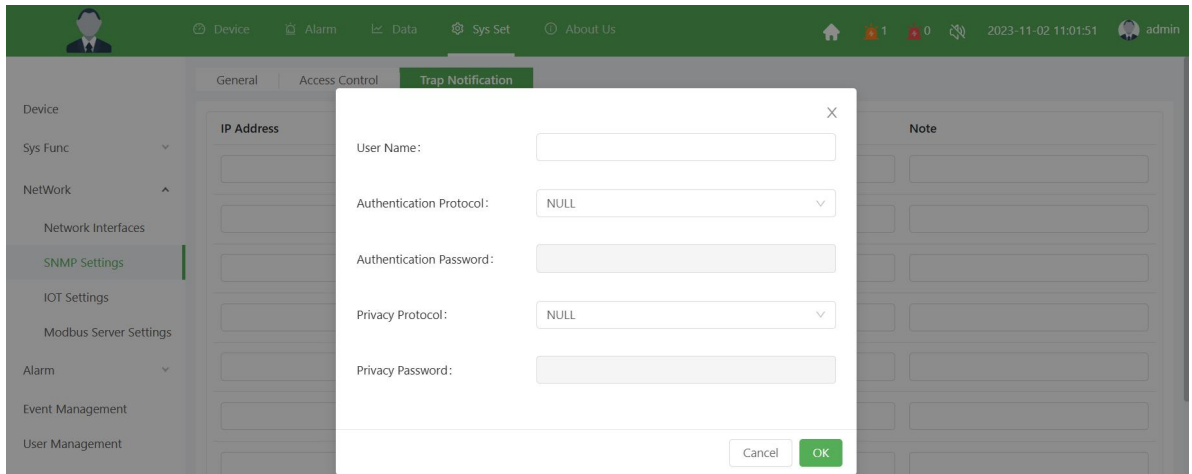 Device Alarm Data Sys Set About Us 1 0 2023-11-02 11:01:51 admin
General Access Control Trap Notification
Device
Sys Func
NetWork
Network Interfaces
SNMP Settings
IOT Settings
Modbus Server Settings
Alarm
Event Management
User Management
IP Address Note
User Name:
Authentication Protocol: NULL
Authentication Password:
Privacy Protocol: NULL
Privacy Password:
Cancel OK